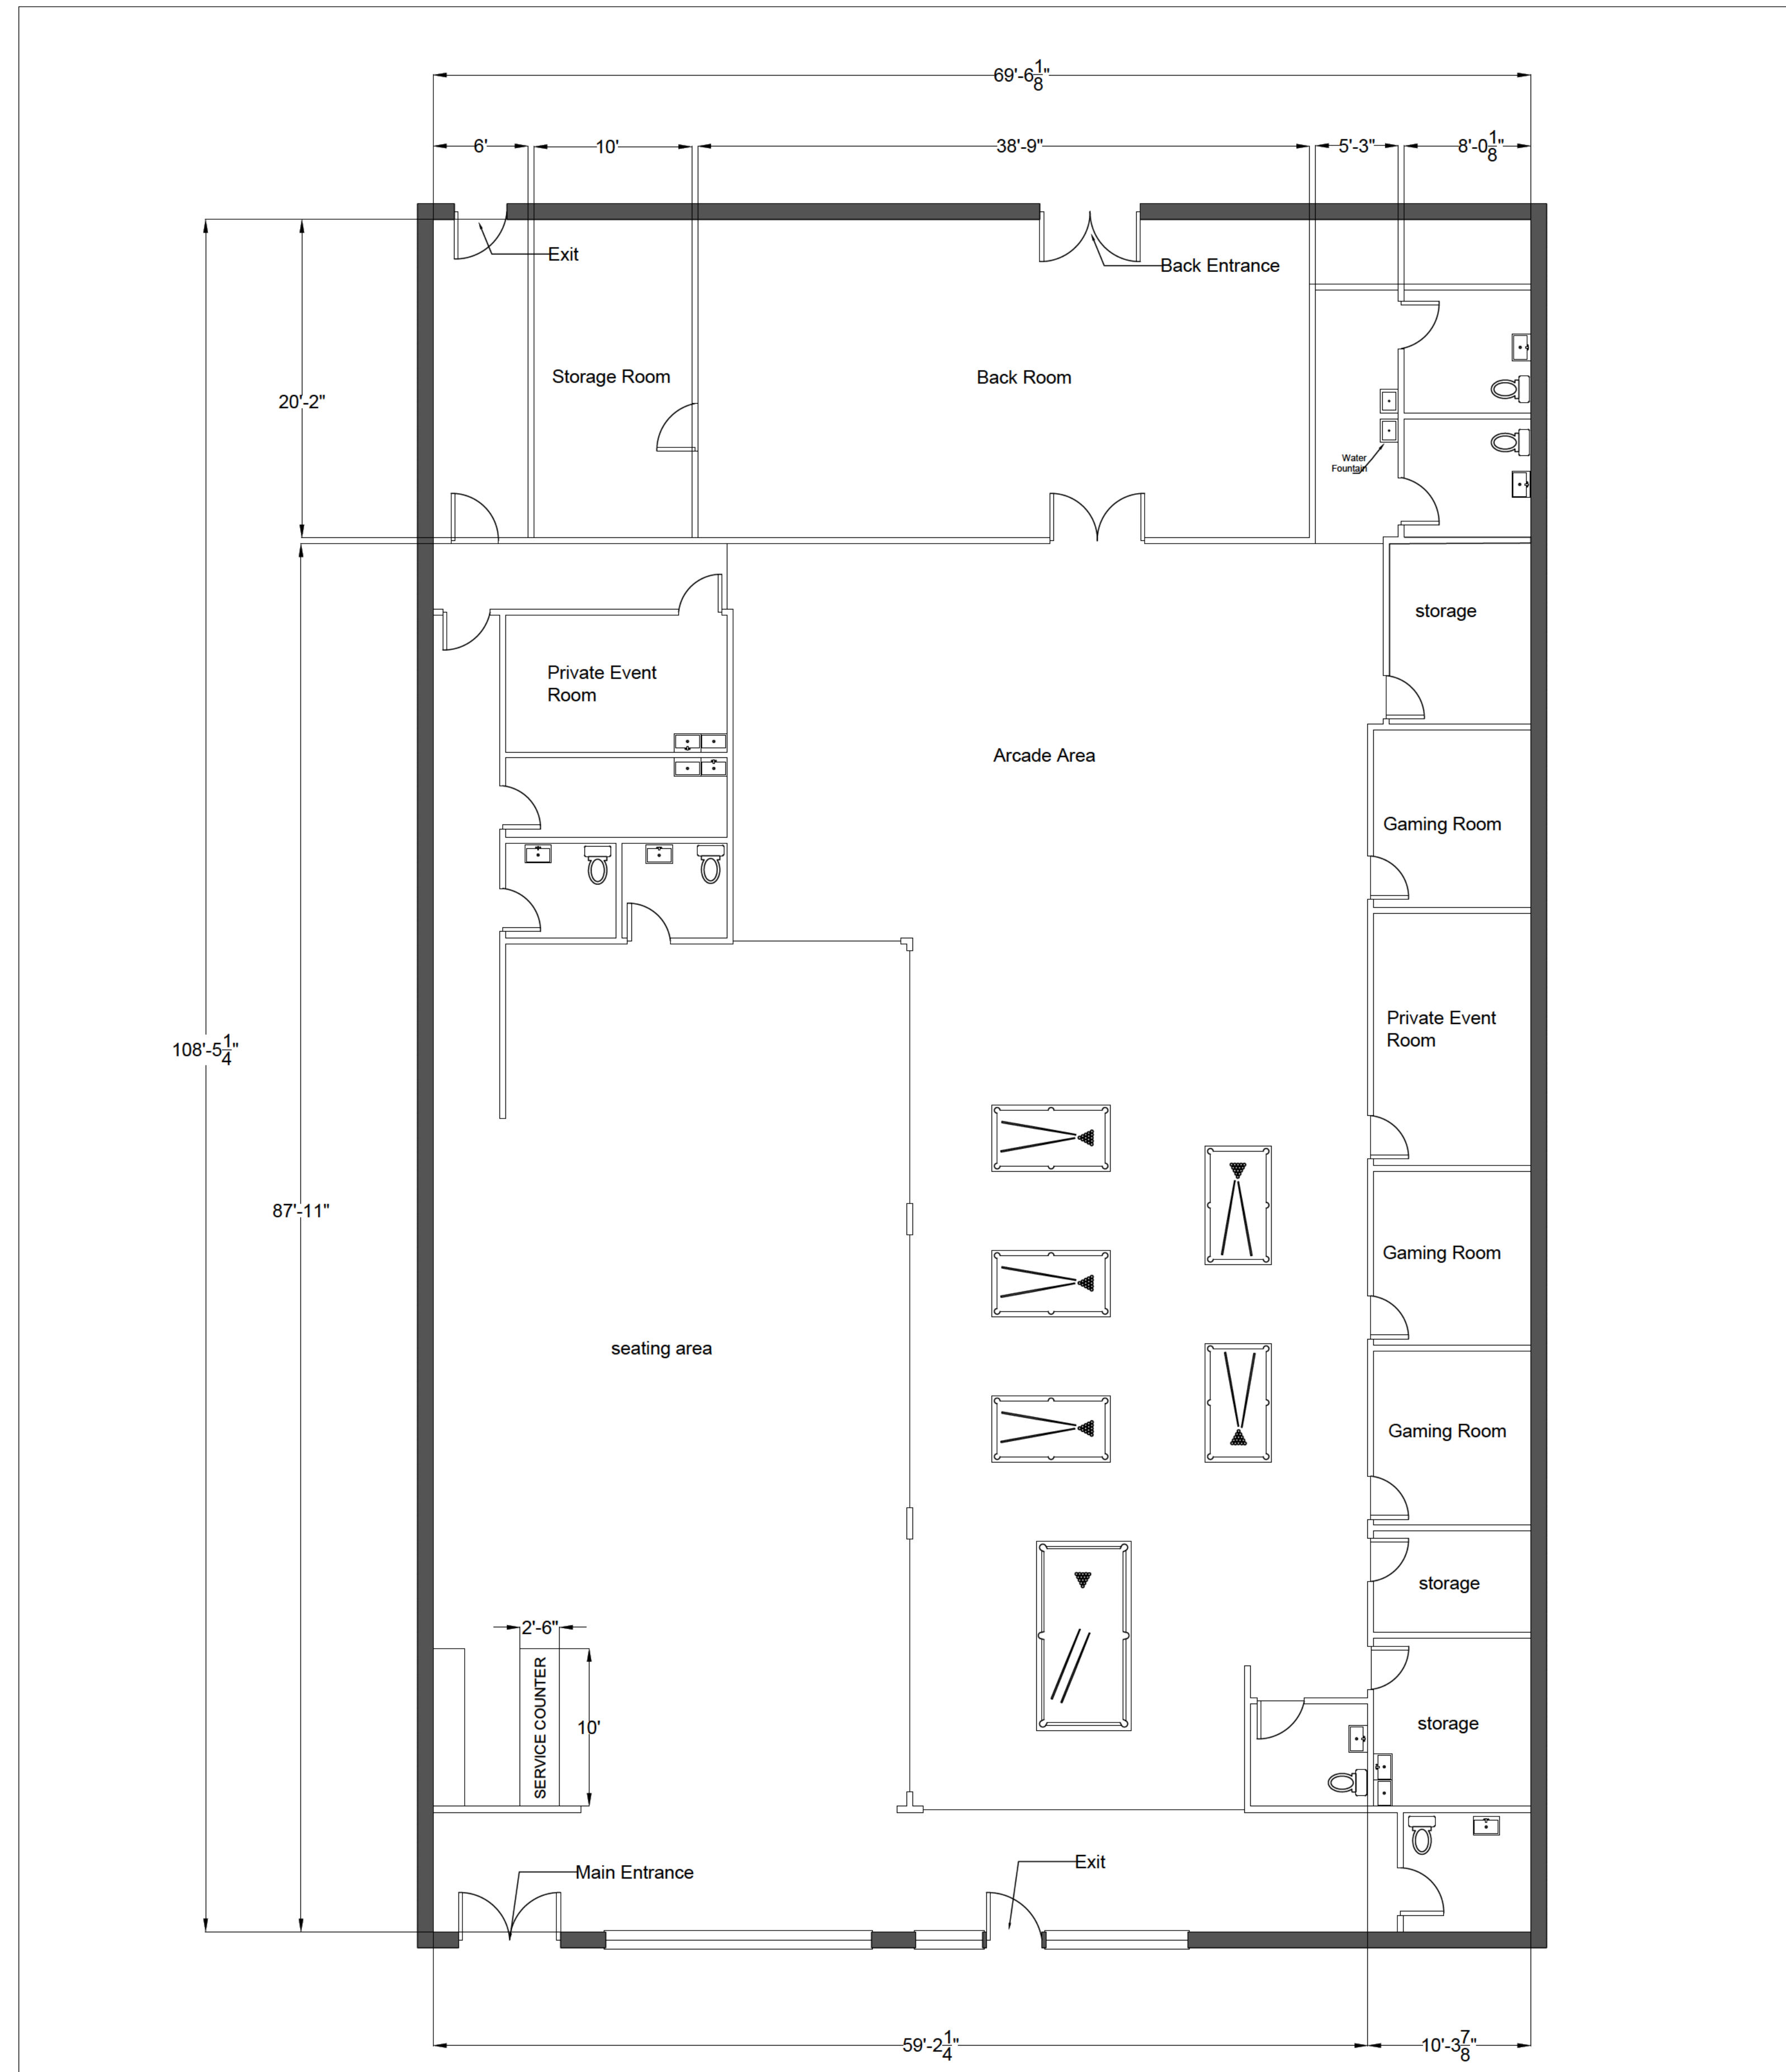 69'-6 1/8"
6'
10'
38'-9"
5'-3"
8'-0 1/8"
Exit
Back Entrance
Storage Room
Back Room
20'-2"
Water
Fountain
storage
Private Event
Room
Arcade Area
Gaming Room
Private Event
Room
108'-5 1/4"
87'-11"
Gaming Room
seating area
Gaming Room
storage
2'-6"
SERVICE COUNTER
10'
storage
Main Entrance
Exit
59'-2 1/4"
10'-3 7/8"